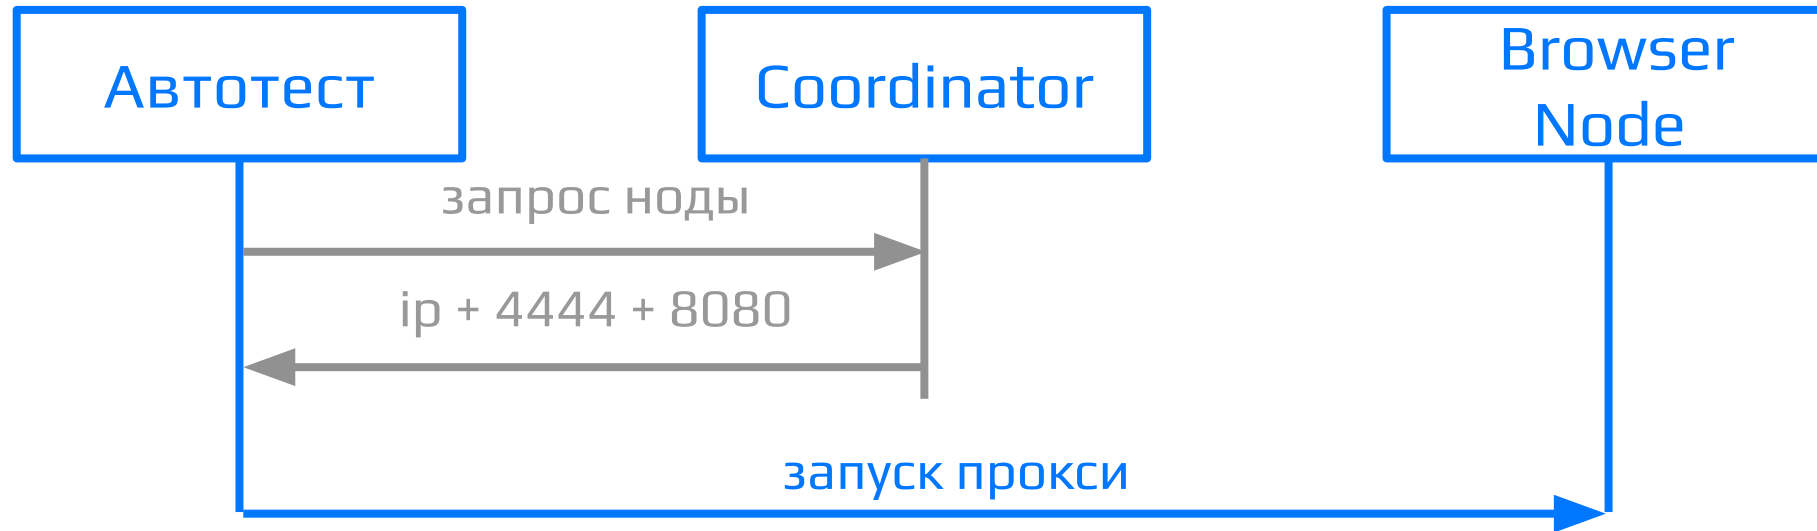 Автотест
Coordinator
Browser
Node
запрос ноды
ip + 4444 + 8080
запуск прокси